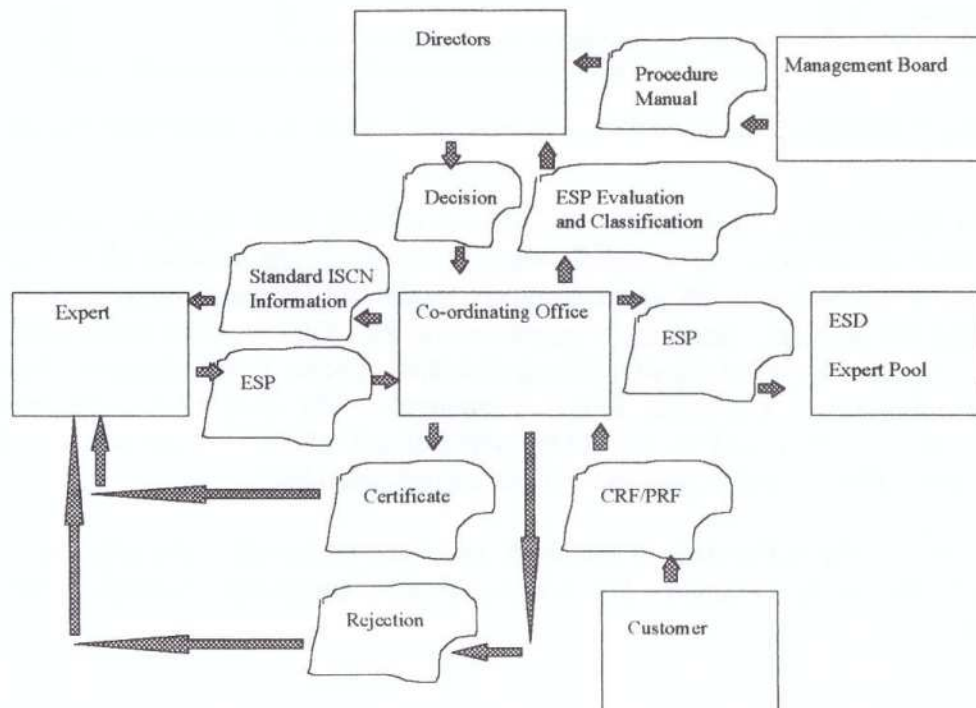 Directors
Procedure
Manual
Management Board
Decision
ESP Evaluation
and Classification
Standard ISCN
Information
Expert
Co-ordinating Office
ESP
ESD
Expert Pool
ESP
Certificate
CRF/PRF
Rejection
Customer